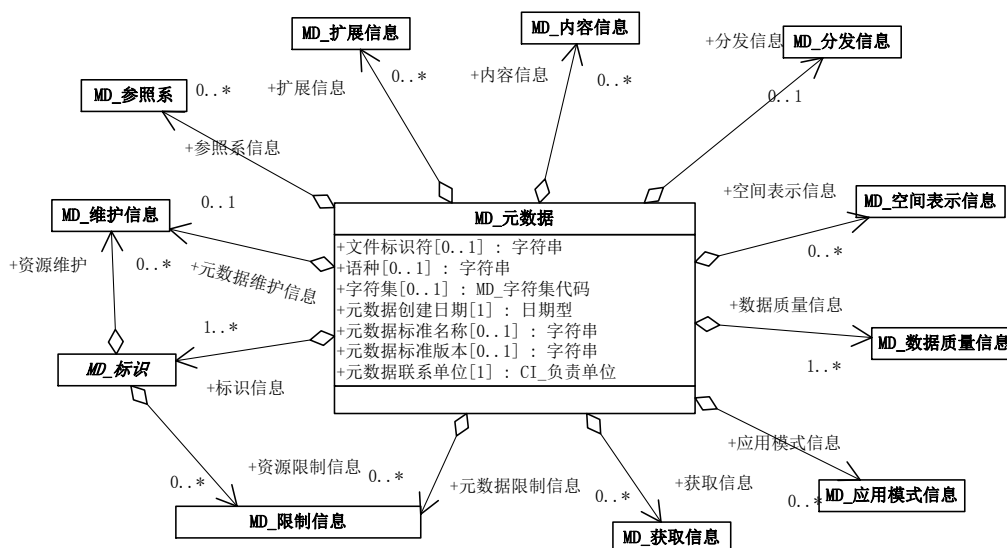 MD_扩展信息
MD_内容信息
+分发信息
MD_分发信息
0..*
+扩展信息
+内容信息
0..*
0..1
MD_参照系
0..*
+参照系信息
MD_维护信息
0..1
+空间表示信息
MD_空间表示信息
0..*
+资源维护
0..*
+元数据维护信息
MD_元数据
+文件标识符[0..1] : 字符串
+语种[0..1] : 字符串
+字符集[0..1] : MD_字符集代码
+元数据创建日期[1] : 日期型
+元数据标准名称[0..1] : 字符串
+元数据标准版本[0..1] : 字符串
+元数据联系单位[1] : CI_负责单位
+数据质量信息
MD_数据质量信息
1..*
1..*
MD_标识
+标识信息
+应用模式信息
0..*
MD_应用模式信息
0..*
+资源限制信息
0..*
+元数据限制信息
0..*
+获取信息
MD_限制信息
MD_获取信息